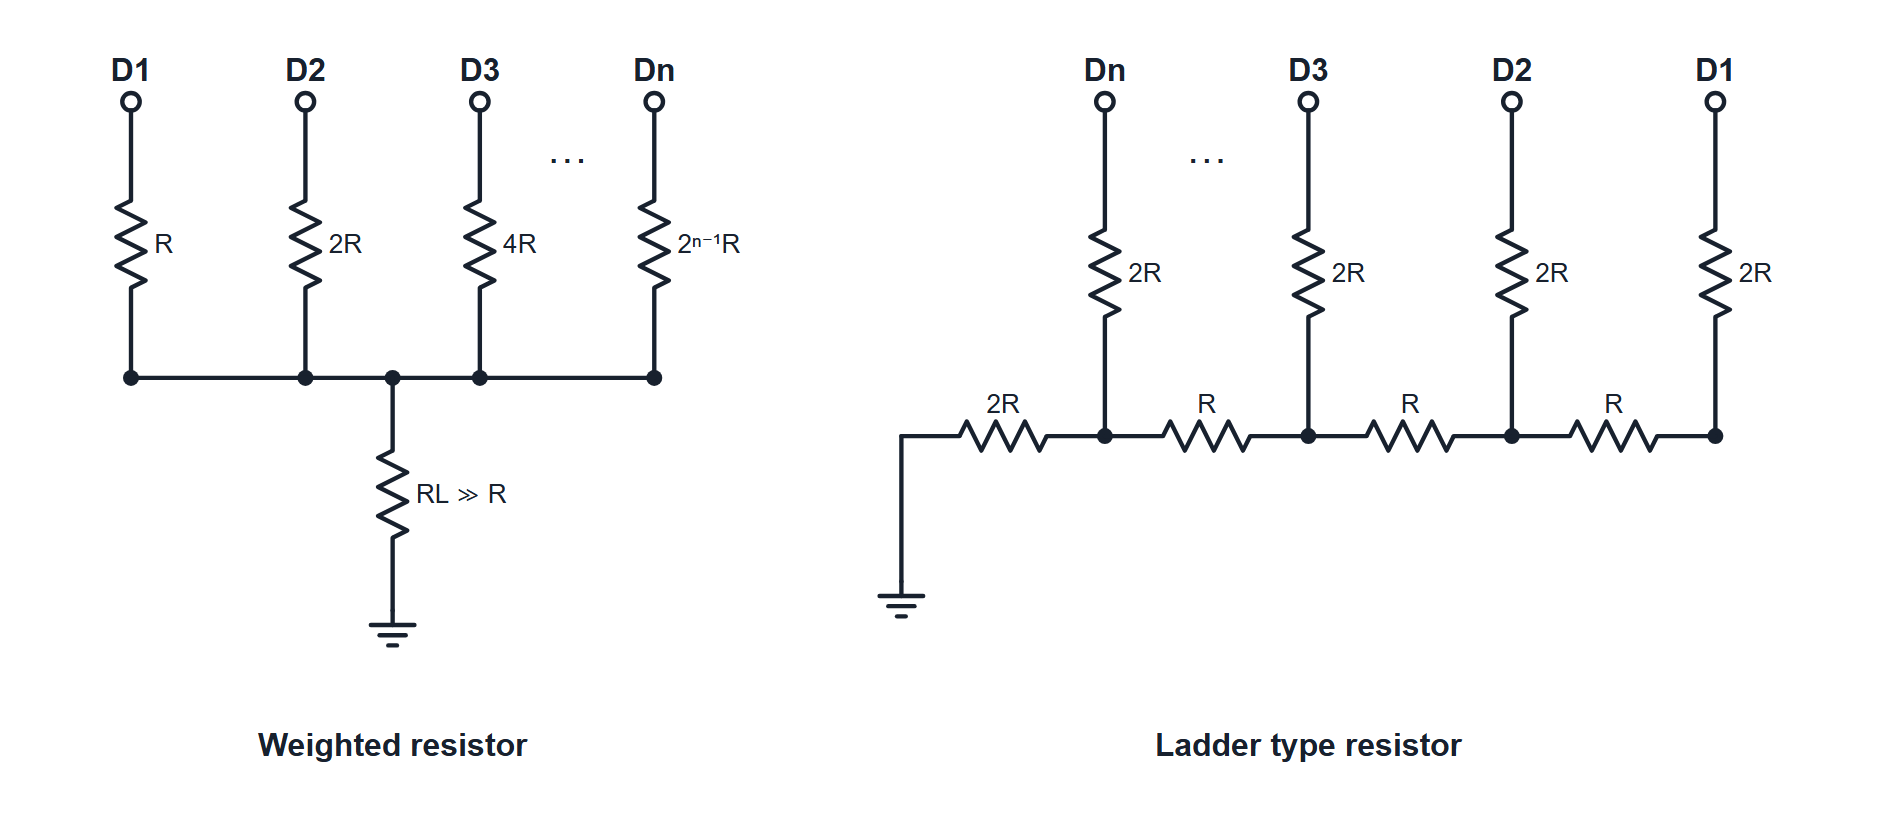 D1 D2 D3 Dn
...
R 2R 4R 2ⁿ⁻¹R
RL ≫ R
Weighted resistor
Dn D3 D2 D1
...
2R 2R 2R 2R
2R R R R
Ladder type resistor